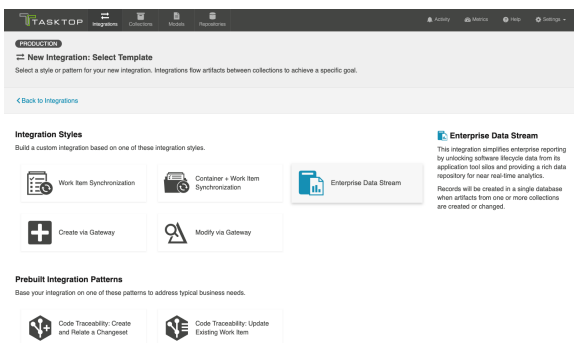 TASKTOP
Integrations
Collections
Models
Repositories
Activity
Metrics
Help
Settings
PRODUCTION
New Integration: Select Template
Select a style or pattern for your new integration. Integrations flow artifacts between collections to achieve a specific goal.
Back to Integrations
Integration Styles
Build a custom integration based on one of these integration styles.
Work Item Synchronization
Container + Work Item
Synchronization
Enterprise Data Stream
Create via Gateway
Modify via Gateway
Prebuilt Integration Patterns
Base your integration on one of these patterns to address typical business needs.
Code Traceability: Create
and Relate a Changeset
Code Traceability: Update
Existing Work Item
Enterprise Data Stream
This integration simplifies enterprise reporting
by unlocking software lifecycle data from its
application tool silos and providing a rich data
repository for near real-time analytics.
Records will be created in a single database
when artifacts from one or more collections
are created or changed.